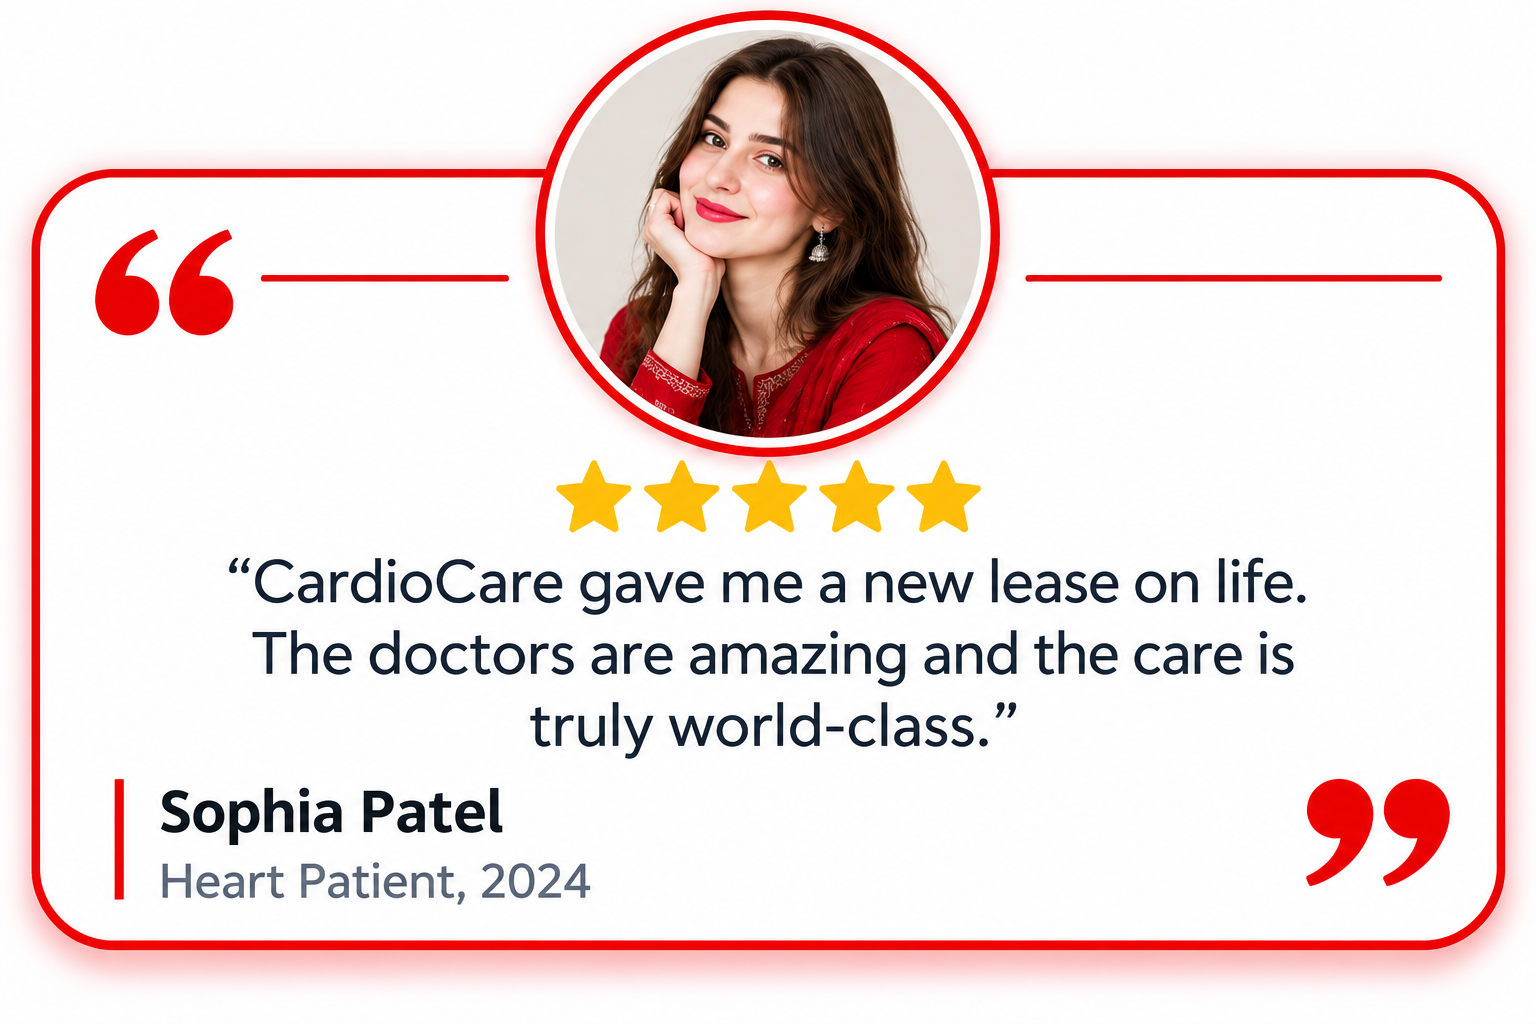 “CardioCare gave me a new lease on life.
The doctors are amazing and the care is
truly world-class.”
Sophia Patel
Heart Patient, 2024